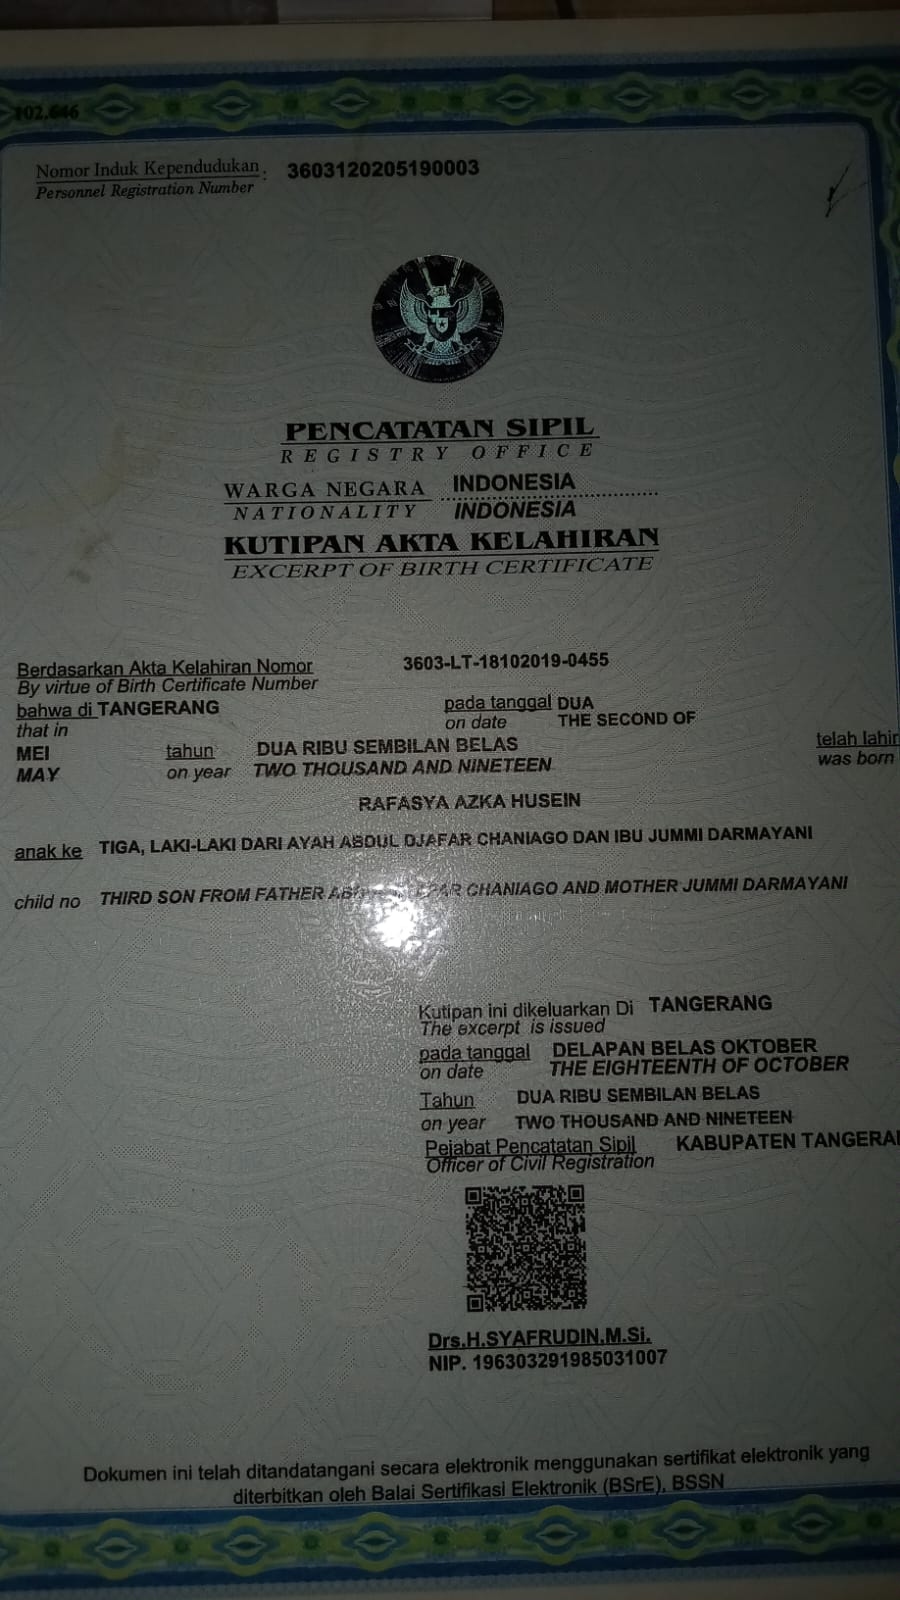 102.646
Nomor Induk Kependudukan : 3603120205190003
Personnel Registration Number
PENCATATAN SIPIL
REGISTRY OFFICE
WARGA NEGARA INDONESIA
NATIONALITY INDONESIA
KUTIPAN AKTA KELAHIRAN
EXCERPT OF BIRTH CERTIFICATE
Berdasarkan Akta Kelahiran Nomor 3603-LT-18102019-0455
By virtue of Birth Certificate Number
bahwa di TANGERANG pada tanggal DUA
that in on date THE SECOND OF
MEI tahun DUA RIBU SEMBILAN BELAS telah lahir
MAY on year TWO THOUSAND AND NINETEEN was born
RAFASYA AZKA HUSEIN
anak ke TIGA, LAKI-LAKI DARI AYAH ABDUL DJAFAR CHANIAGO DAN IBU JUMMI DARMAYANI
child no THIRD SON FROM FATHER CHANIAGO AND MOTHER JUMMI DARMAYANI
Kutipan ini dikeluarkan Di TANGERANG
The excerpt is issued
pada tanggal DELAPAN BELAS OKTOBER
on date THE EIGHTEENTH OF OCTOBER
Tahun DUA RIBU SEMBILAN BELAS
on year TWO THOUSAND AND NINETEEN
Pejabat Pencatatan Sipil KABUPATEN
Officer of Civil Registration
Drs.H.SYAFRUDIN,M.Si.
NIP. 196303291985031007
Dokumen ini telah ditandatangani secara elektronik menggunakan sertifikat elektronik yang
diterbitkan oleh Balai Sertifikasi Elektronik (BSrE), BSSN